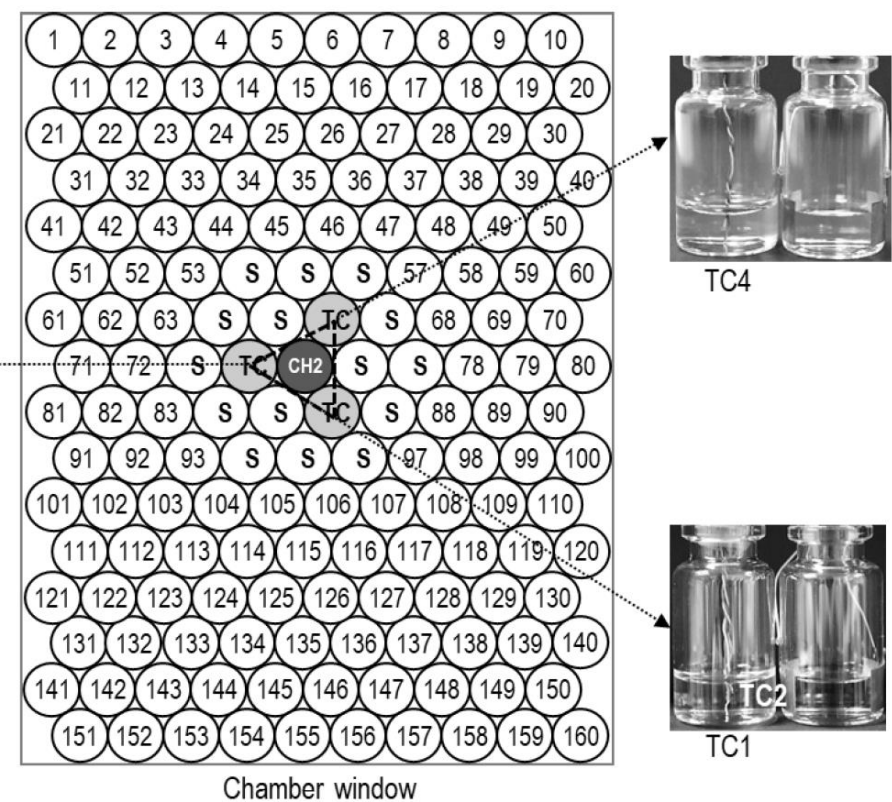 1 2 3 4 5 6 7 8 9 10
11 12 13 14 15 16 17 18 19 20
21 22 23 24 25 26 27 28 29 30
31 32 33 34 35 36 37 38 39 40
41 42 43 44 45 46 47 48 49 50
51 52 53 S S S 57 58 59 60
61 62 63 S S TC S 68 69 70
71 72 S TC CH2 S S 78 79 80
81 82 83 S S TC S 88 89 90
91 92 93 S S S 97 98 99 100
101 102 103 104 105 106 107 108 109 110
111 112 113 114 115 116 117 118 119 120
121 122 123 124 125 126 127 128 129 130
131 132 133 134 135 136 137 138 139 140
141 142 143 144 145 146 147 148 149 150
151 152 153 154 155 156 157 158 159 160
Chamber window
TC4
TC2
TC1